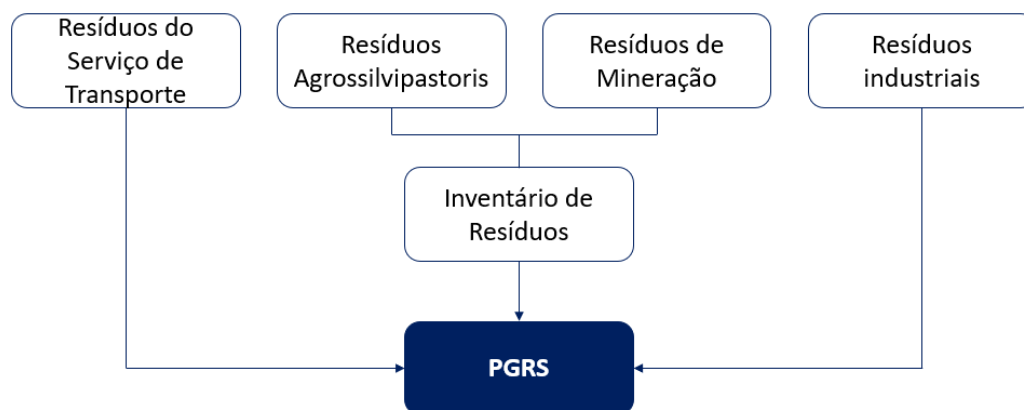 Resíduos do
Serviço de
Transporte
Resíduos
Agrossilvipastoris
Resíduos de
Mineração
Resíduos
industriais
Inventário de
Resíduos
PGRS